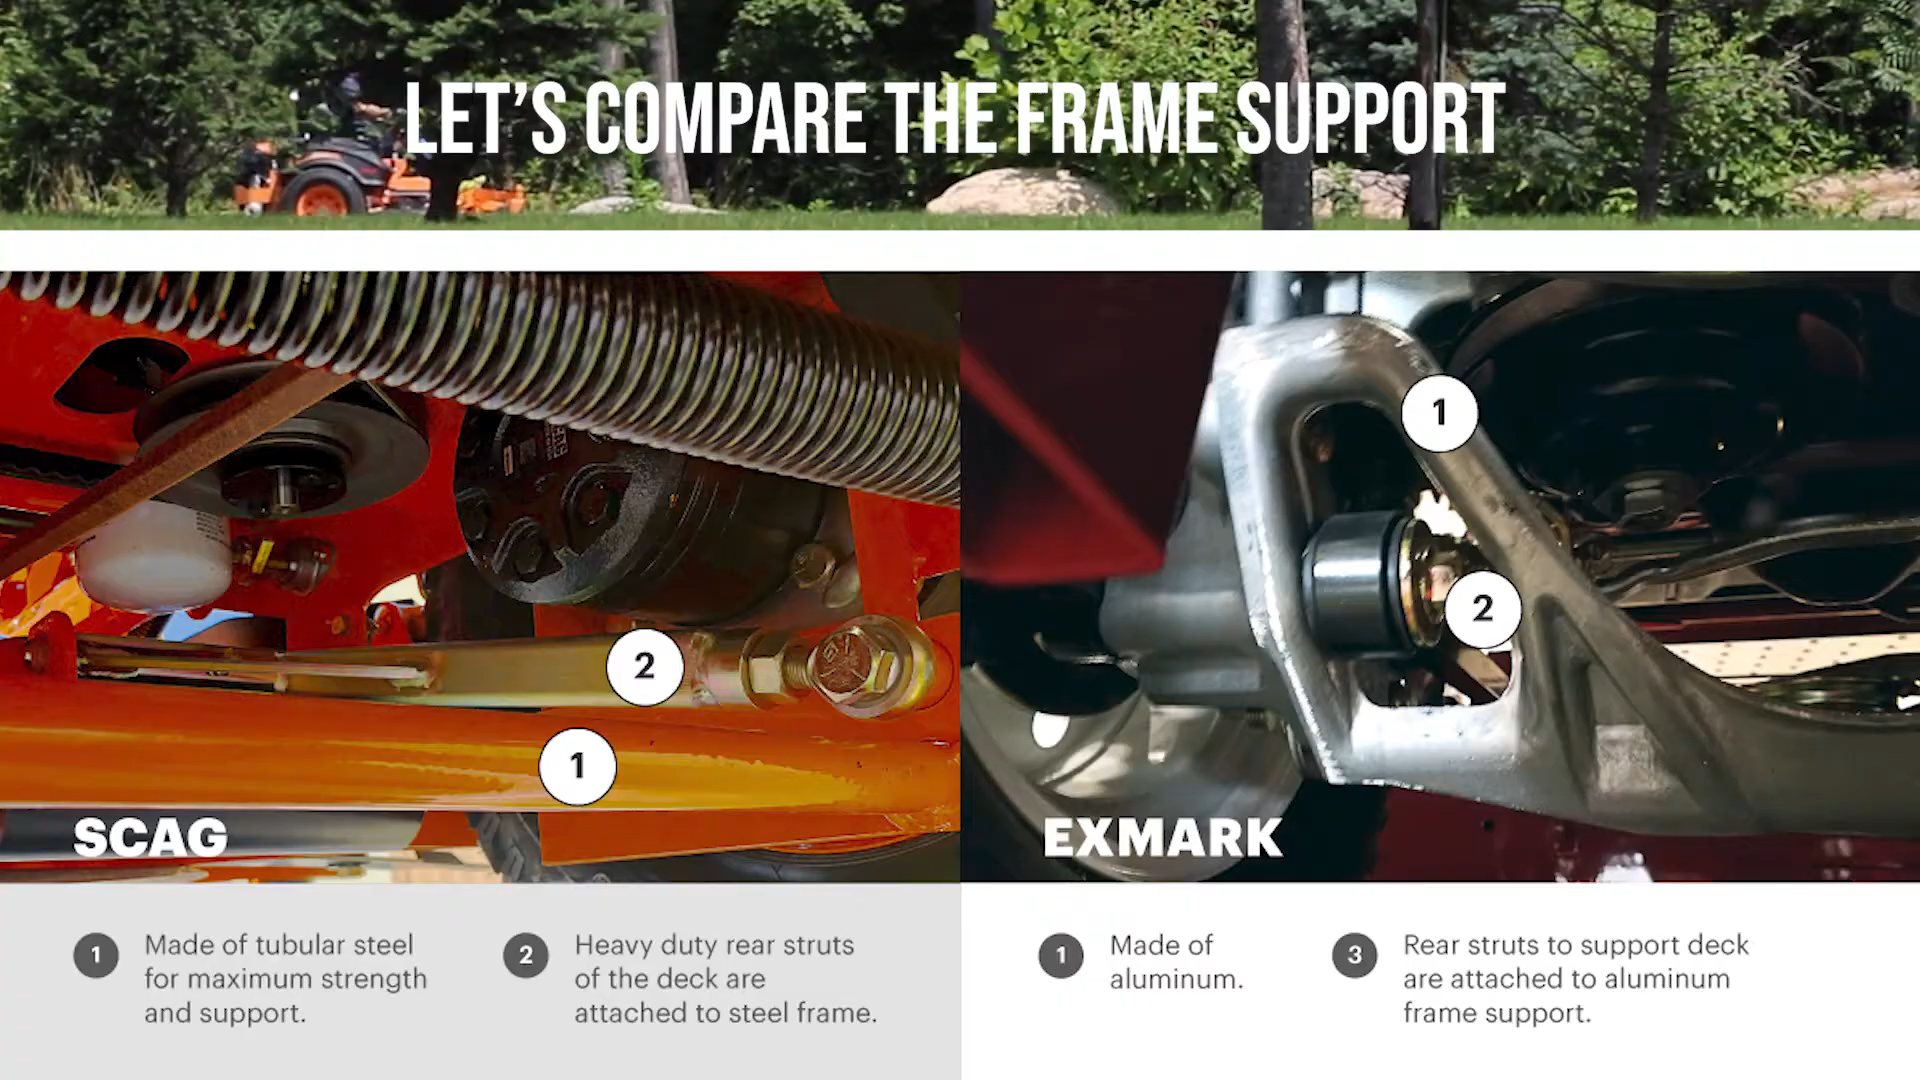 LET'S COMPARE THE FRAME SUPPORT
1
2
2
1
SCAG
EXMARK
1 Made of tubular steel
for maximum strength
and support.
2 Heavy duty rear struts
of the deck are
attached to steel frame.
1 Made of
aluminum.
3 Rear struts to support deck
are attached to aluminum
frame support.